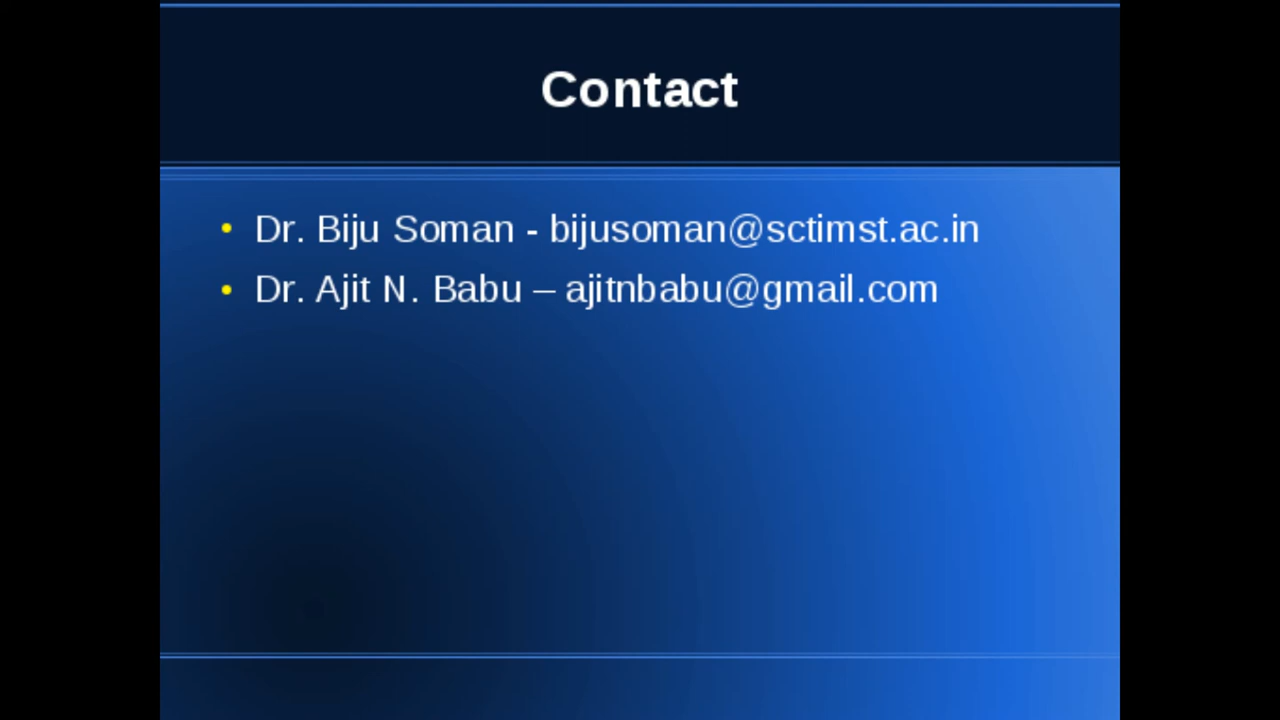 Contact
• Dr. Biju Soman - bijusoman@sctimst.ac.in
• Dr. Ajit N. Babu – ajitnbabu@gmail.com